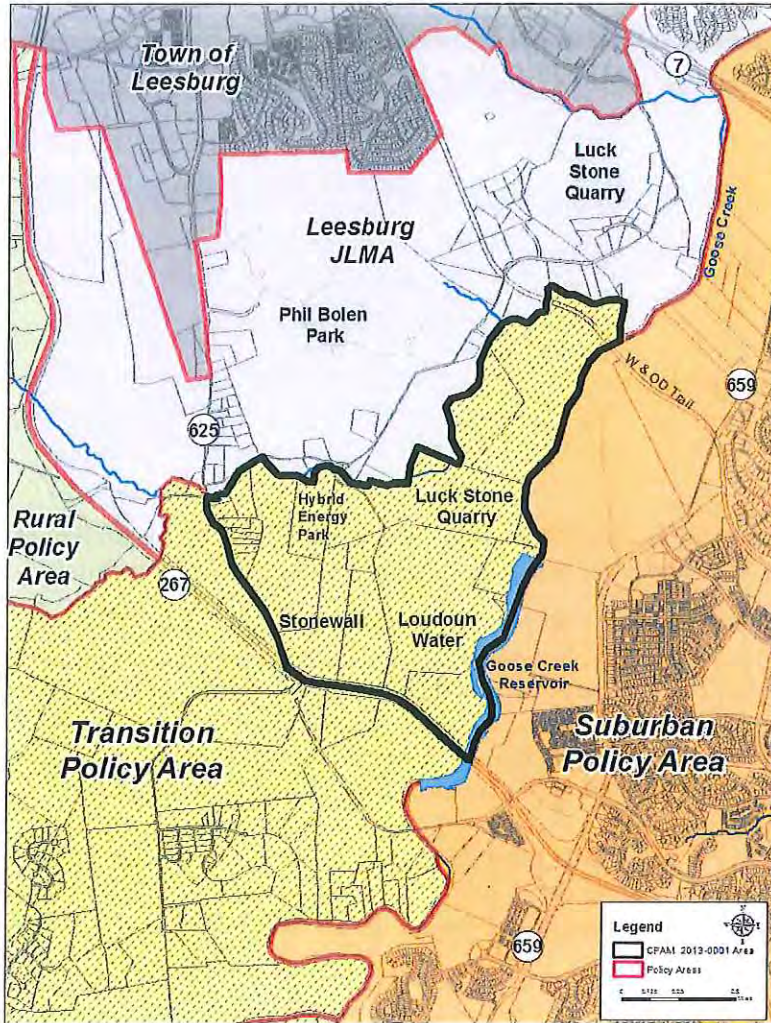 Town of
Leesburg
7
Luck
Stone
Quarry
Leesburg
JLMA
Goose Creek
Phil Bolen
Park
W & OD Trail
659
625
Hybrid
Energy
Park
Luck Stone
Quarry
Rural
Policy
Area
267
Stonewall
Loudoun
Water
Goose Creek
Reservoir
Transition
Policy Area
Suburban
Policy Area
659
Legend
CPAM 2013-0001 Area
Policy Areas
0